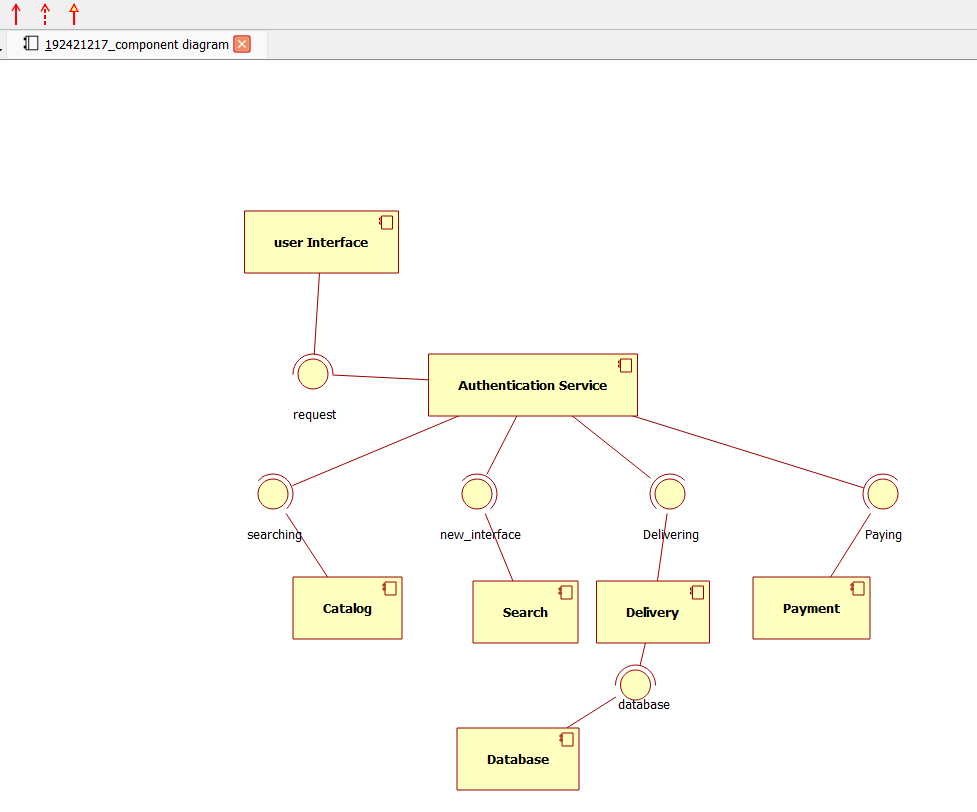 192421217_component diagram
user Interface
request
Authentication Service
searching
new_interface
Delivering
Paying
Catalog
Search
Delivery
Payment
database
Database